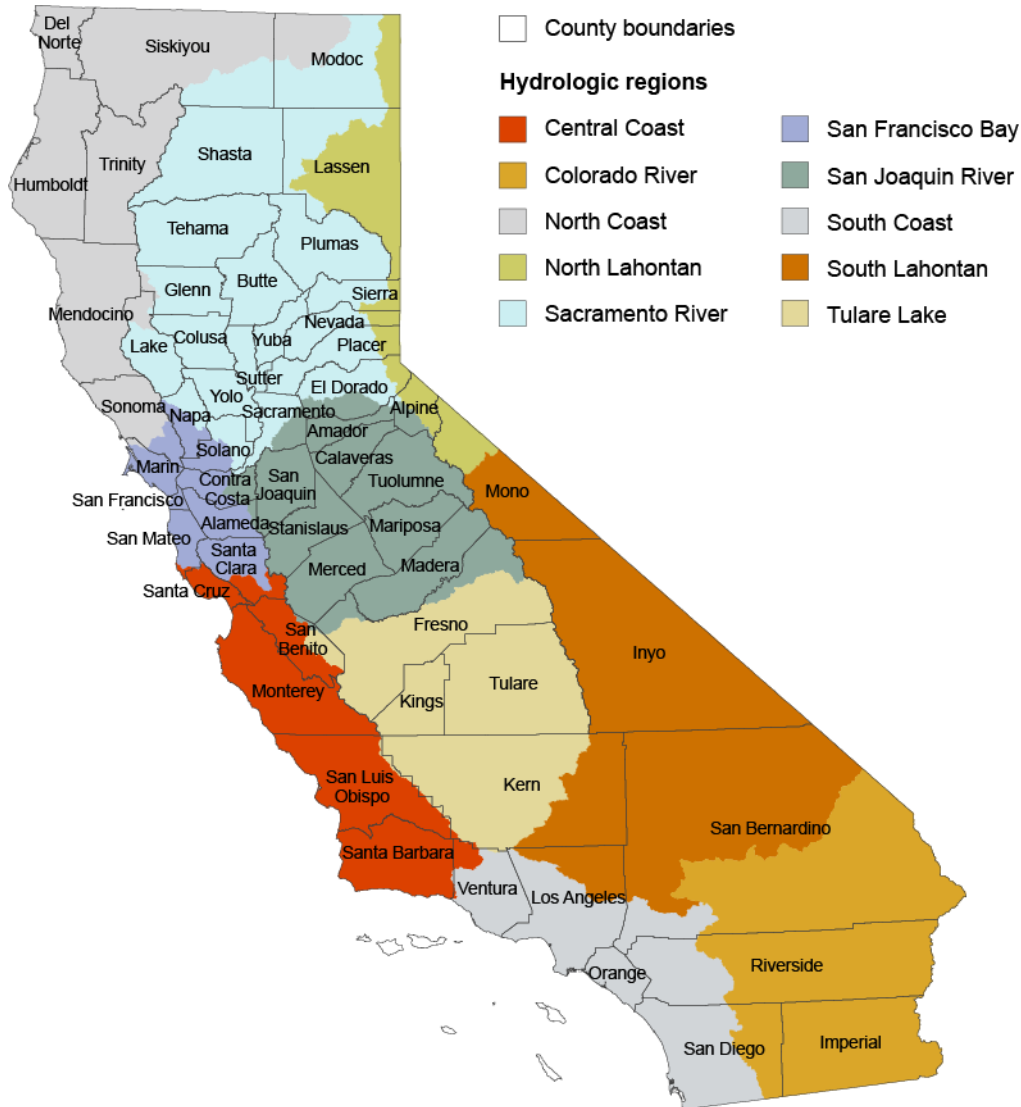 County boundaries
Hydrologic regions
Central Coast
Colorado River
North Coast
North Lahontan
Sacramento River
San Francisco Bay
San Joaquin River
South Coast
South Lahontan
Tulare Lake
Del
Norte
Siskiyou
Modoc
Shasta
Lassen
Trinity
Humboldt
Tehama
Plumas
Butte
Glenn
Sierra
Mendocino
Nevada
Colusa
Yuba
Placer
Lake
Sutter
El Dorado
Yolo
Sonoma
Napa
Sacramento
Alpine
Amador
Solano
Calaveras
Marin
Contra
Costa
San
Joaquin
Tuolumne
San Francisco
Mono
Alameda
Stanislaus
Mariposa
San Mateo
Santa
Clara
Merced
Madera
Santa Cruz
Fresno
San
Benito
Inyo
Monterey
Kings
Tulare
San Luis
Obispo
Kern
San Bernardino
Santa Barbara
Ventura
Los Angeles
Orange
Riverside
San Diego
Imperial